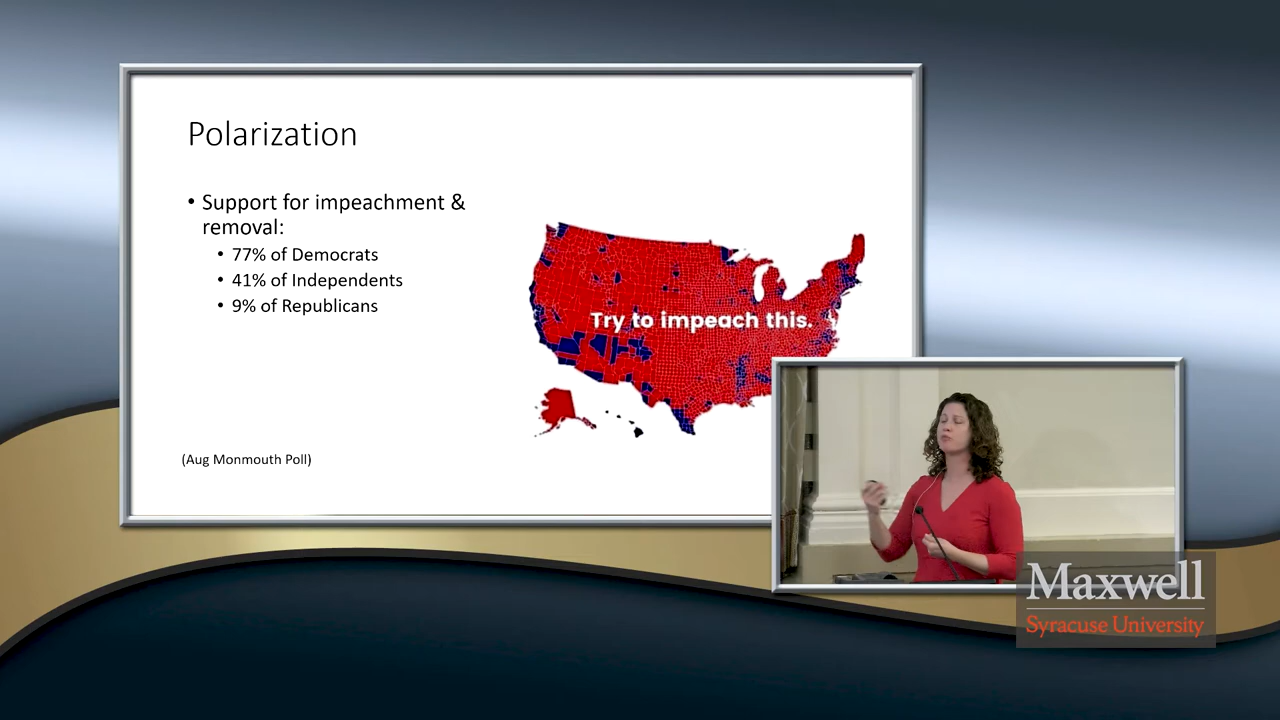 Polarization
• Support for impeachment &
removal:
• 77% of Democrats
• 41% of Independents
• 9% of Republicans
(Aug Monmouth Poll)
Try to impeach this.
Maxwell
Syracuse University